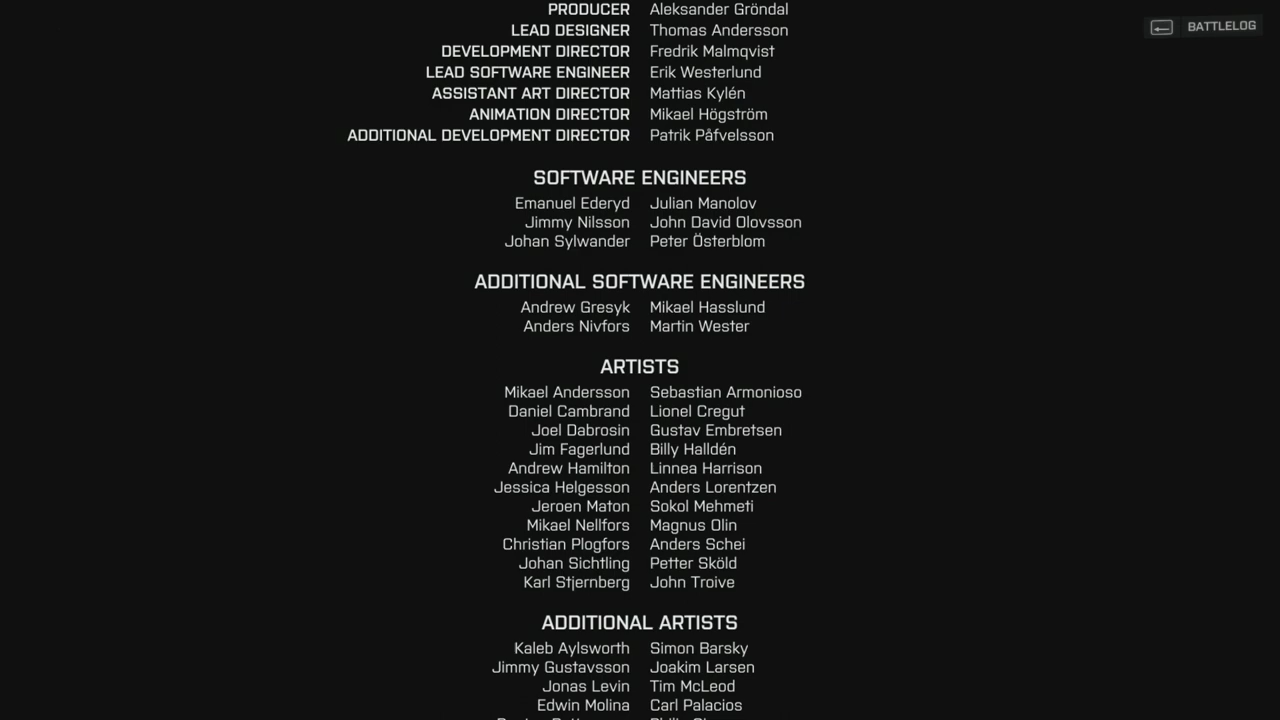 PRODUCER Aleksander Gröndal
BATTLELOG
LEAD DESIGNER Thomas Andersson
DEVELOPMENT DIRECTOR Fredrik Malmqvist
LEAD SOFTWARE ENGINEER Erik Westerlund
ASSISTANT ART DIRECTOR Mattias Kylén
ANIMATION DIRECTOR Mikael Högström
ADDITIONAL DEVELOPMENT DIRECTOR Patrik Påfvelsson
SOFTWARE ENGINEERS
Emanuel Ederyd Julian Manolov
Jimmy Nilsson John David Olovsson
Johan Sylwander Peter Österblom
ADDITIONAL SOFTWARE ENGINEERS
Andrew Gresyk Mikael Hasslund
Anders Nivfors Martin Wester
ARTISTS
Mikael Andersson Sebastian Armonioso
Daniel Cambrand Lionel Cregut
Joel Dabrosin Gustav Embretsen
Jim Fagerlund Billy Halldén
Andrew Hamilton Linnea Harrison
Jessica Helgesson Anders Lorentzen
Jeroen Maton Sokol Mehmeti
Mikael Nellfors Magnus Olin
Christian Plogfors Anders Schei
Johan Sichtling Petter Sköld
Karl Stjernberg John Troive
ADDITIONAL ARTISTS
Kaleb Aylsworth Simon Barsky
Jimmy Gustavsson Joakim Larsen
Jonas Levin Tim McLeod
Edwin Molina Carl Palacios